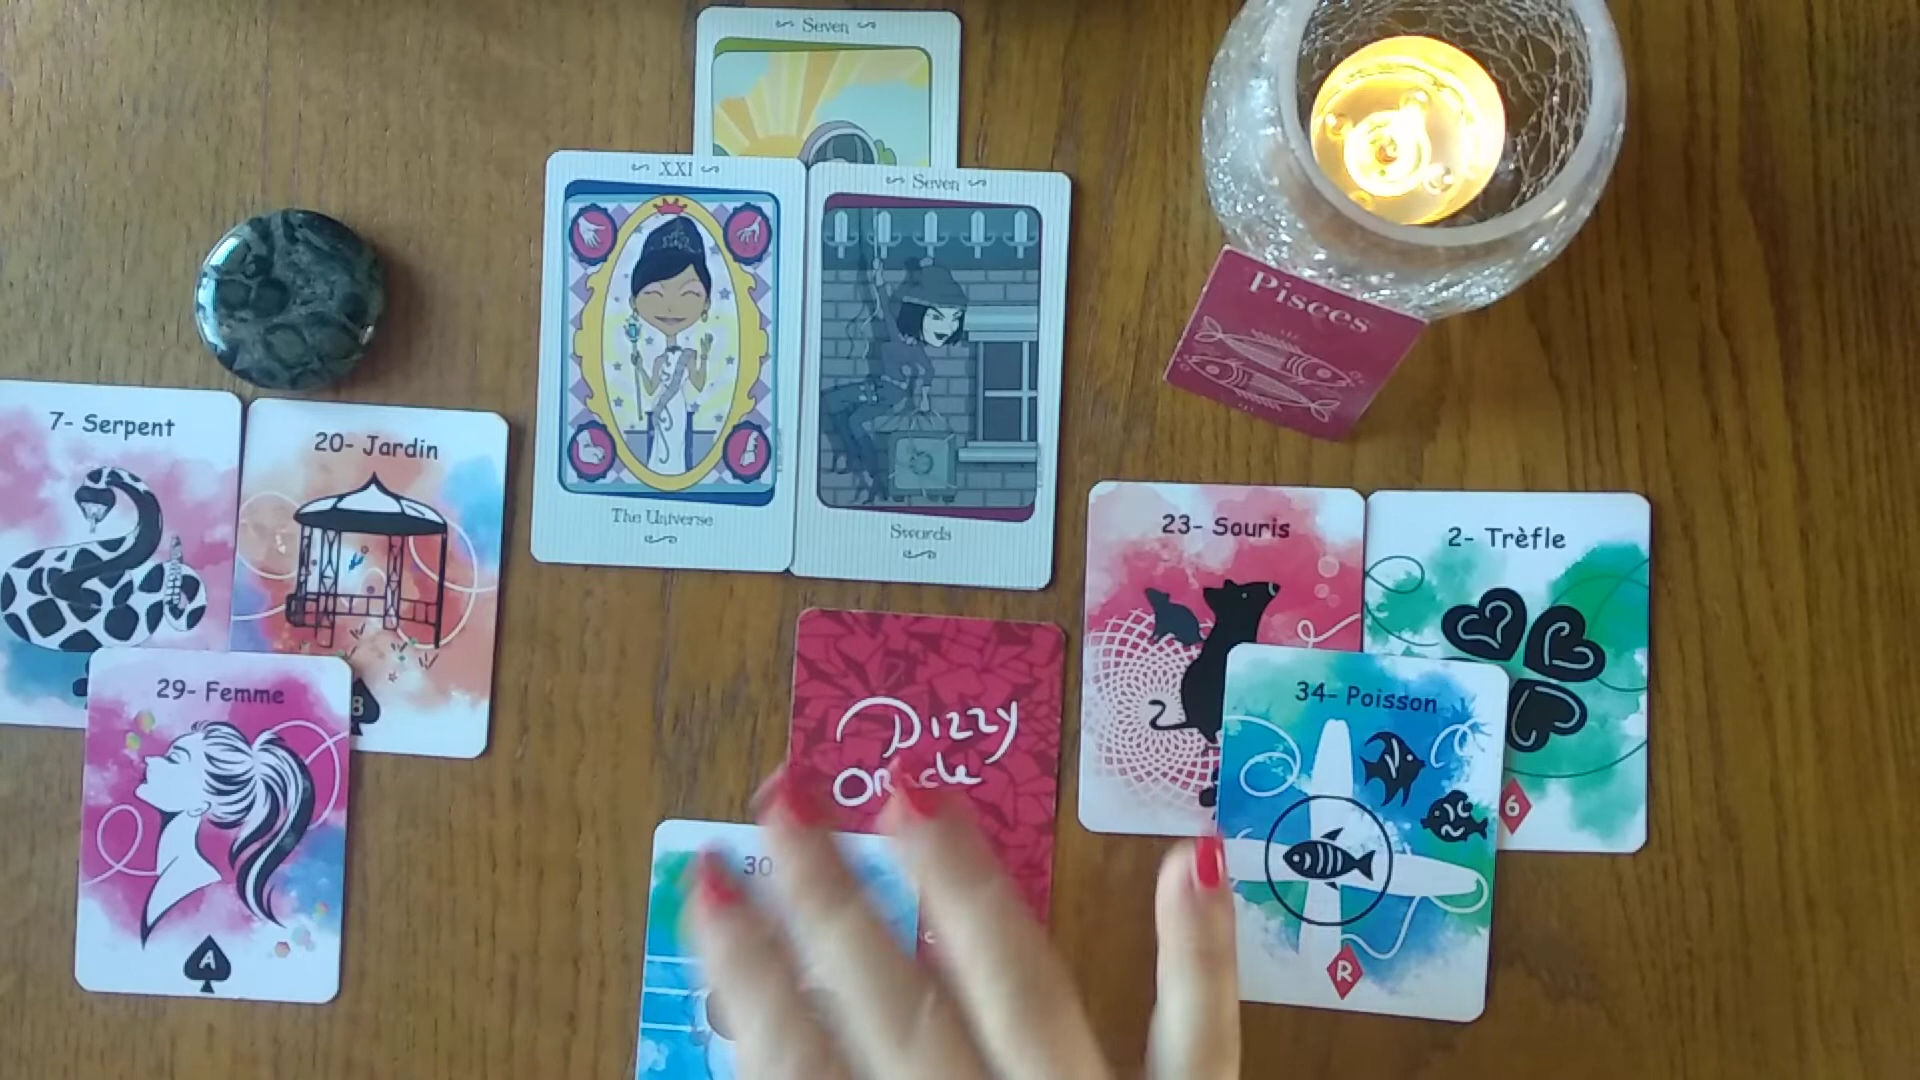 Seven
XXI
Seven
The Universe
Swords
Pisces
7- Serpent
20- Jardin
8
29- Femme
A
23- Souris
2- Trèfle
6
34- Poisson
R
Dizzy
Oracle
30